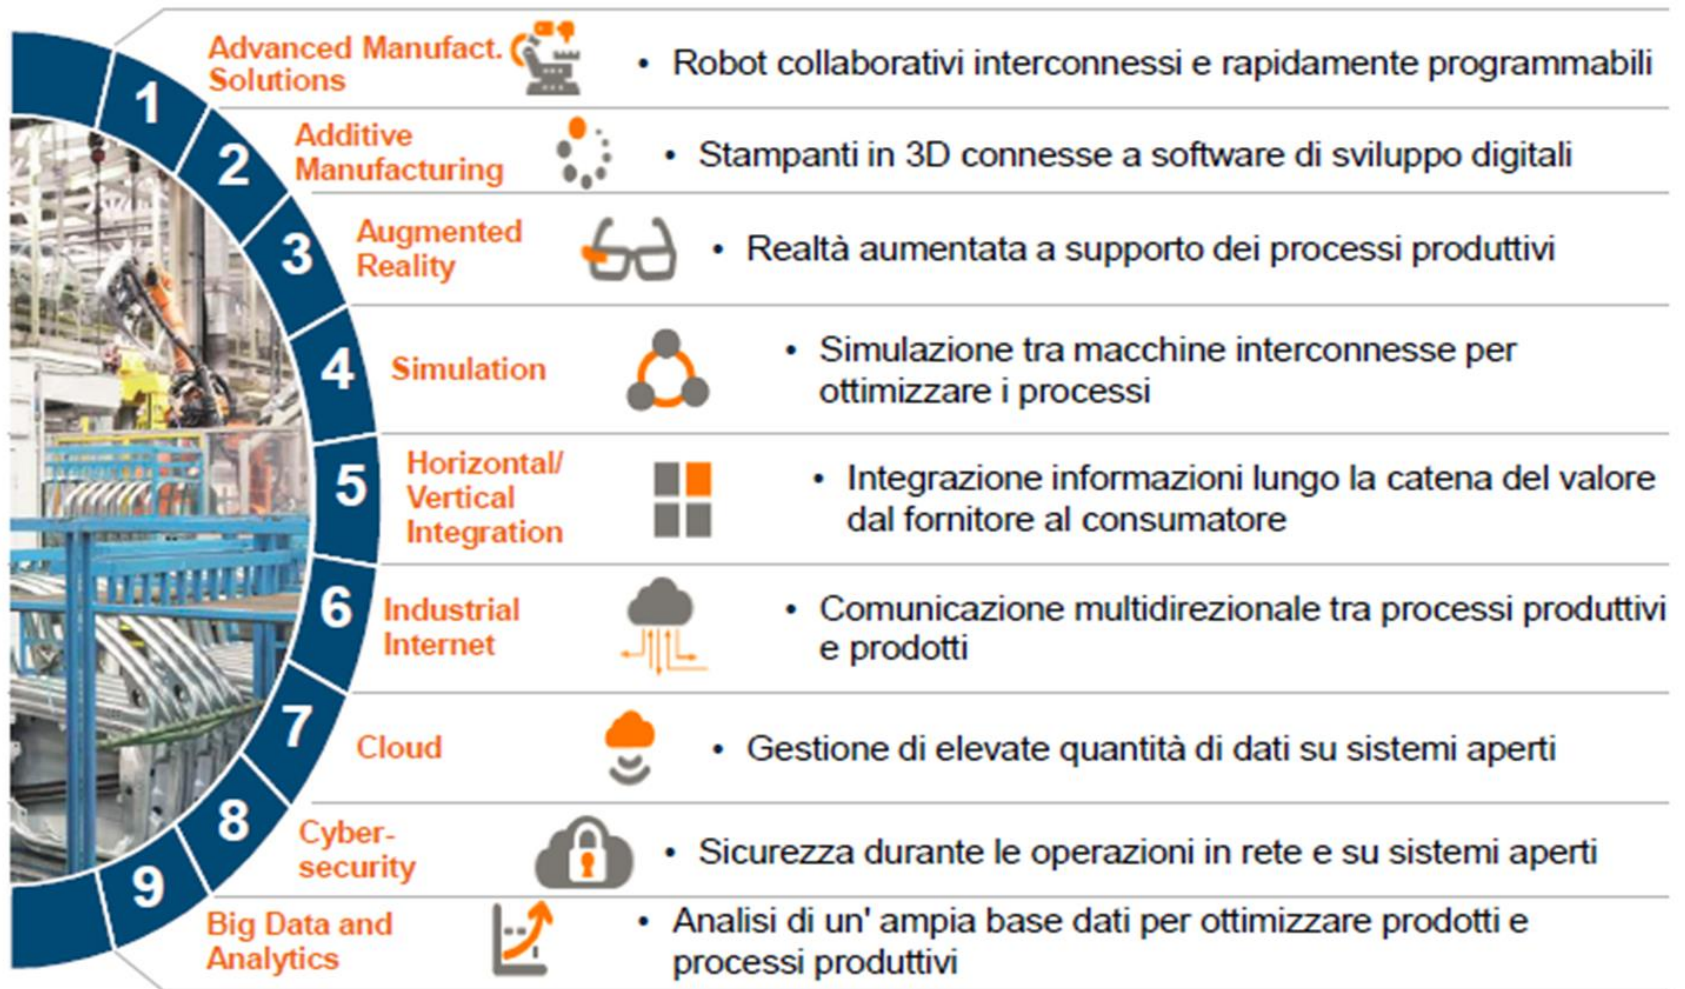 1
Advanced Manufact.
Solutions
• Robot collaborativi interconnessi e rapidamente programmabili
2
Additive
Manufacturing
• Stampanti in 3D connesse a software di sviluppo digitali
3
Augmented
Reality
• Realtà aumentata a supporto dei processi produttivi
4
Simulation
• Simulazione tra macchine interconnesse per
ottimizzare i processi
5
Horizontal/
Vertical
Integration
• Integrazione informazioni lungo la catena del valore
dal fornitore al consumatore
6
Industrial
Internet
• Comunicazione multidirezionale tra processi produttivi
e prodotti
7
Cloud
• Gestione di elevate quantità di dati su sistemi aperti
8
Cyber-
security
• Sicurezza durante le operazioni in rete e su sistemi aperti
9
Big Data and
Analytics
• Analisi di un' ampia base dati per ottimizzare prodotti e
processi produttivi